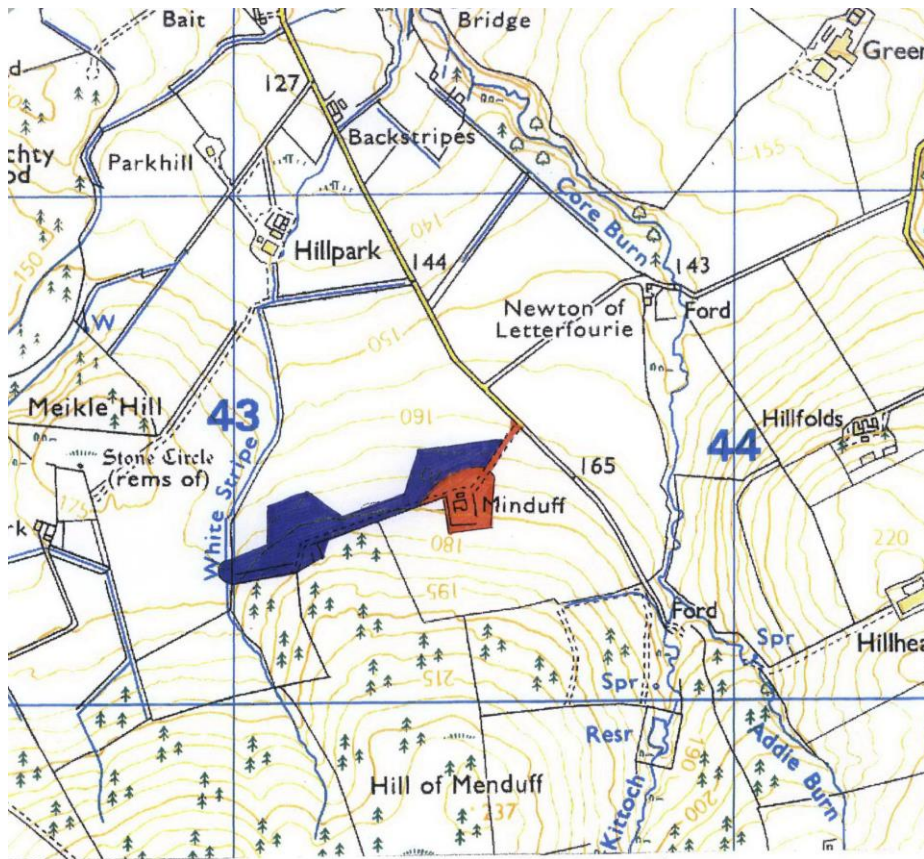 Bait
Bridge
Green
127
Backstripes
155
Parkhill
chty
od
Core Burn
140
150
Hillpark
144
143
Newton of
Letterfourie
Ford
W
150
Meikle Hill
43
160
Hillfolds
44
Stone Circle
(rems of)
165
175
White Stripe
Minduff
k
180
220
195
Ford
Spr
Hillhea
215
Spr
Resr
190
Addle Burn
Hill of Menduff
237
200
Kittoch